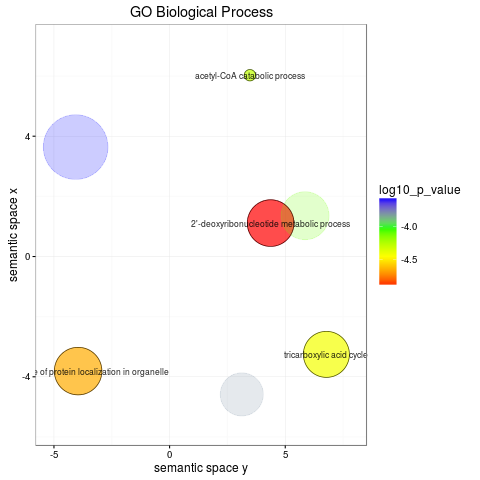 GO Biological Process
acetyl-CoA catabolic process
4
log10_p_value
-4.0
2'-deoxyribonucleotide metabolic process
semantic space x
0
-4.5
tricarboxylic acid cycle
of protein localization in organelle
-4
-5
0
5
semantic space y